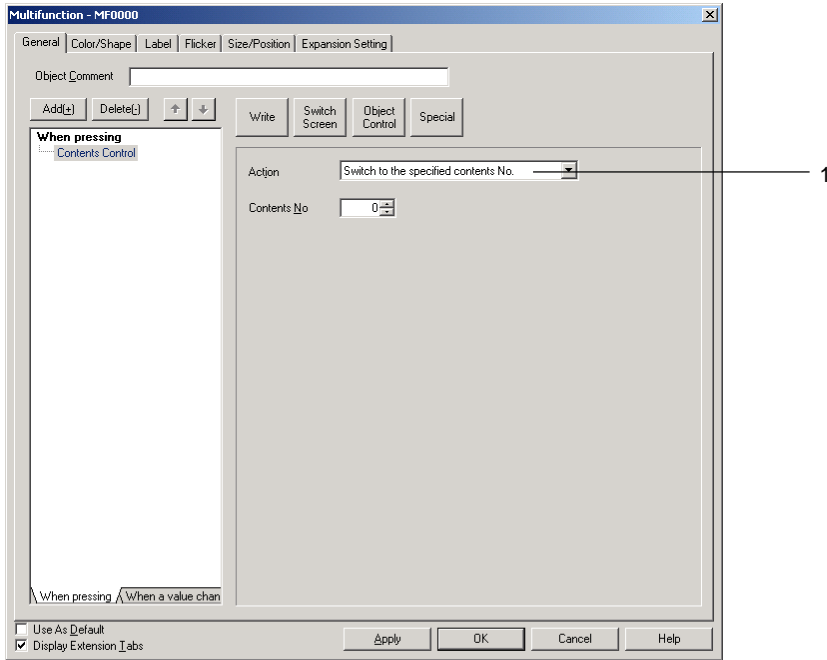 Multifunction - MF0000
General Color/Shape Label Flicker Size/Position Expansion Setting
Object Comment
Add(+) Delete(-)
Write Switch Screen Object Control Special
When pressing
Contents Control
Action Switch to the specified contents No. 1
Contents No 0
When pressing When a value chan
Use As Default
Display Extension Tabs
Apply OK Cancel Help